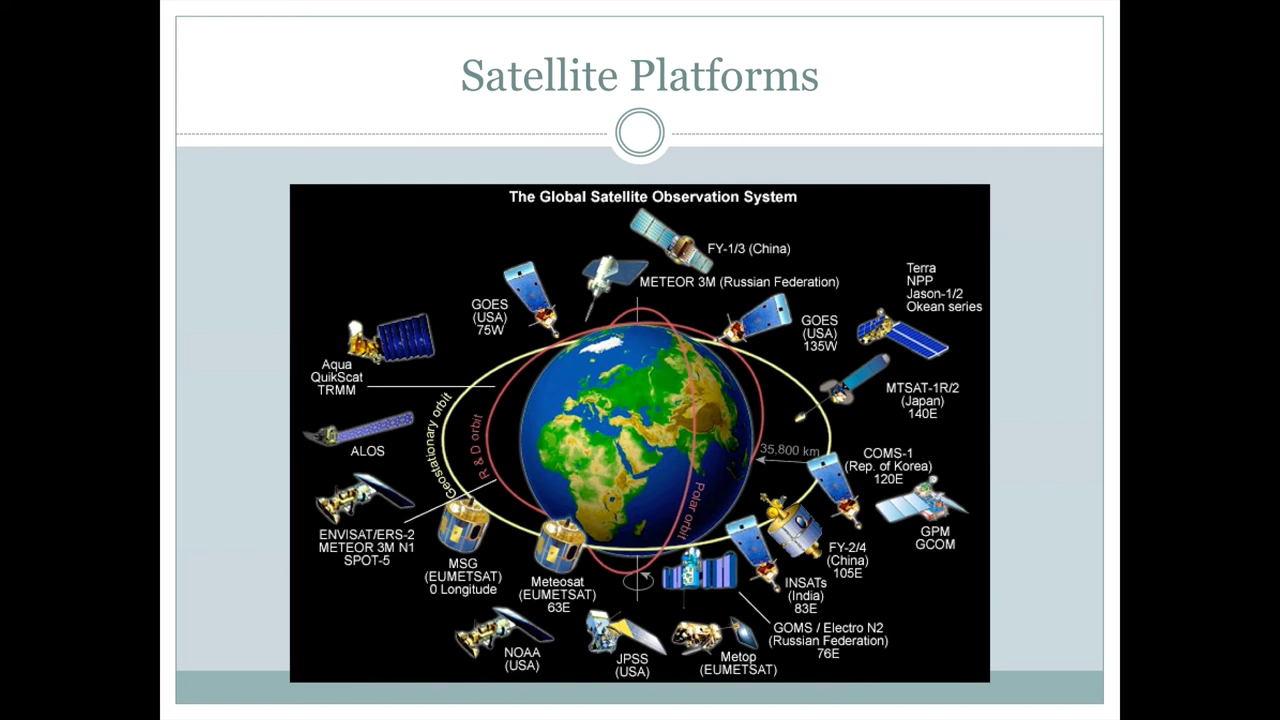 Satellite Platforms
The Global Satellite Observation System
FY-1/3 (China)
METEOR 3M (Russian Federation)
GOES
(USA)
75W
GOES
(USA)
135W
Terra
NPP
Jason-1/2
Okean series
Aqua
QuikScat
TRMM
MTSAT-1R/2
(Japan)
140E
Geostationary orbit
R & D orbit
Polar orbit
35,800 km
ALOS
COMS-1
(Rep. of Korea)
120E
GPM
GCOM
ENVISAT/ERS-2
METEOR 3M N1
SPOT-5
MSG
(EUMETSAT)
0 Longitude
Meteosat
(EUMETSAT)
63E
FY-2/4
(China)
105E
INSATs
(India)
83E
GOMS / Electro N2
(Russian Federation)
76E
NOAA
(USA)
JPSS
(USA)
Metop
(EUMETSAT)